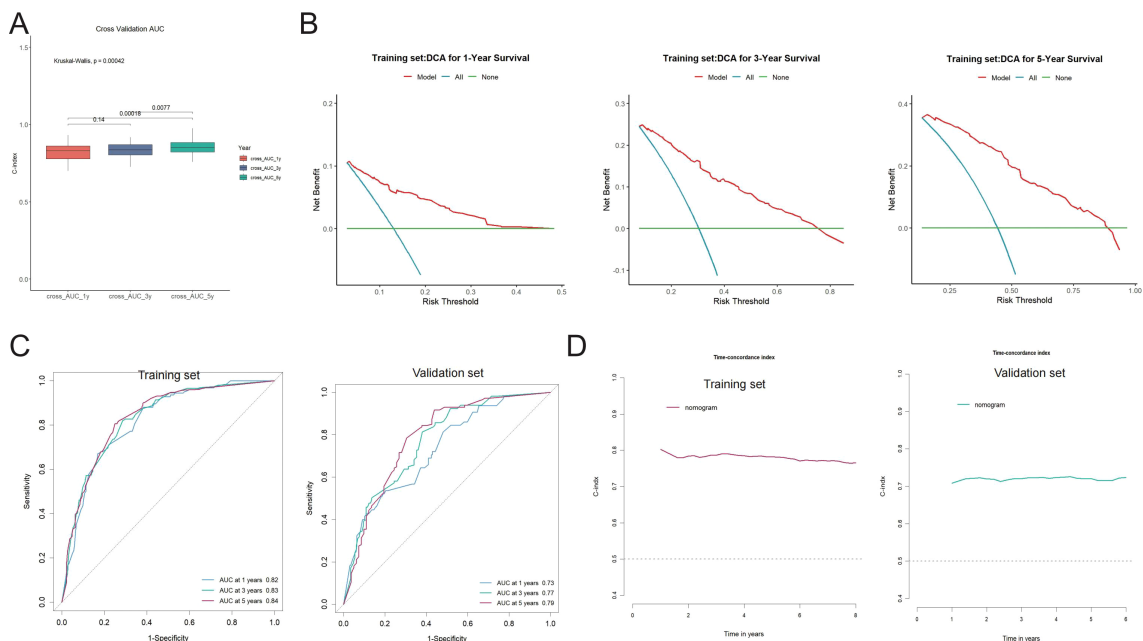 A
Cross Validation AUC
1.5
1.0
0.5
0.0
C-index
Kruskal-Wallis, p = 0.00042
0.0077
0.00018
0.14
Year
cross_AUC_1y
cross_AUC_3y
cross_AUC_5y
cross_AUC_1y cross_AUC_3y cross_AUC_5y
B
Training set:DCA for 1-Year Survival
Model All None
0.2
0.1
0.0
-0.1
Net Benefit
0.1 0.2 0.3 0.4 0.5
Risk Threshold
Training set:DCA for 3-Year Survival
Model All None
0.3
0.2
0.1
0.0
-0.1
Net Benefit
0.2 0.4 0.6 0.8
Risk Threshold
Training set:DCA for 5-Year Survival
Model All None
0.4
0.2
0.0
Net Benefit
0.25 0.50 0.75 1.00
Risk Threshold
C
Training set
1.0
0.8
0.6
0.4
0.2
0.0
Sensitivity
AUC at 1 years 0.82
AUC at 3 years 0.83
AUC at 5 years 0.84
0.0 0.2 0.4 0.6 0.8 1.0
1-Specificity
Validation set
1.0
0.8
0.6
0.4
0.2
0.0
Sensitivity
AUC at 1 years 0.73
AUC at 3 years 0.77
AUC at 5 years 0.79
0.0 0.2 0.4 0.6 0.8 1.0
1-Specificity
D
Time-concordance index
Training set
nomogram
1.0
0.9
0.8
0.7
0.6
0.5
0.4
C-indx
0 2 4 6 8
Time in years
Time-concordance index
Validation set
nomogram
1.0
0.9
0.8
0.7
0.6
0.5
0.4
C-indx
0 1 2 3 4 5 6
Time in years